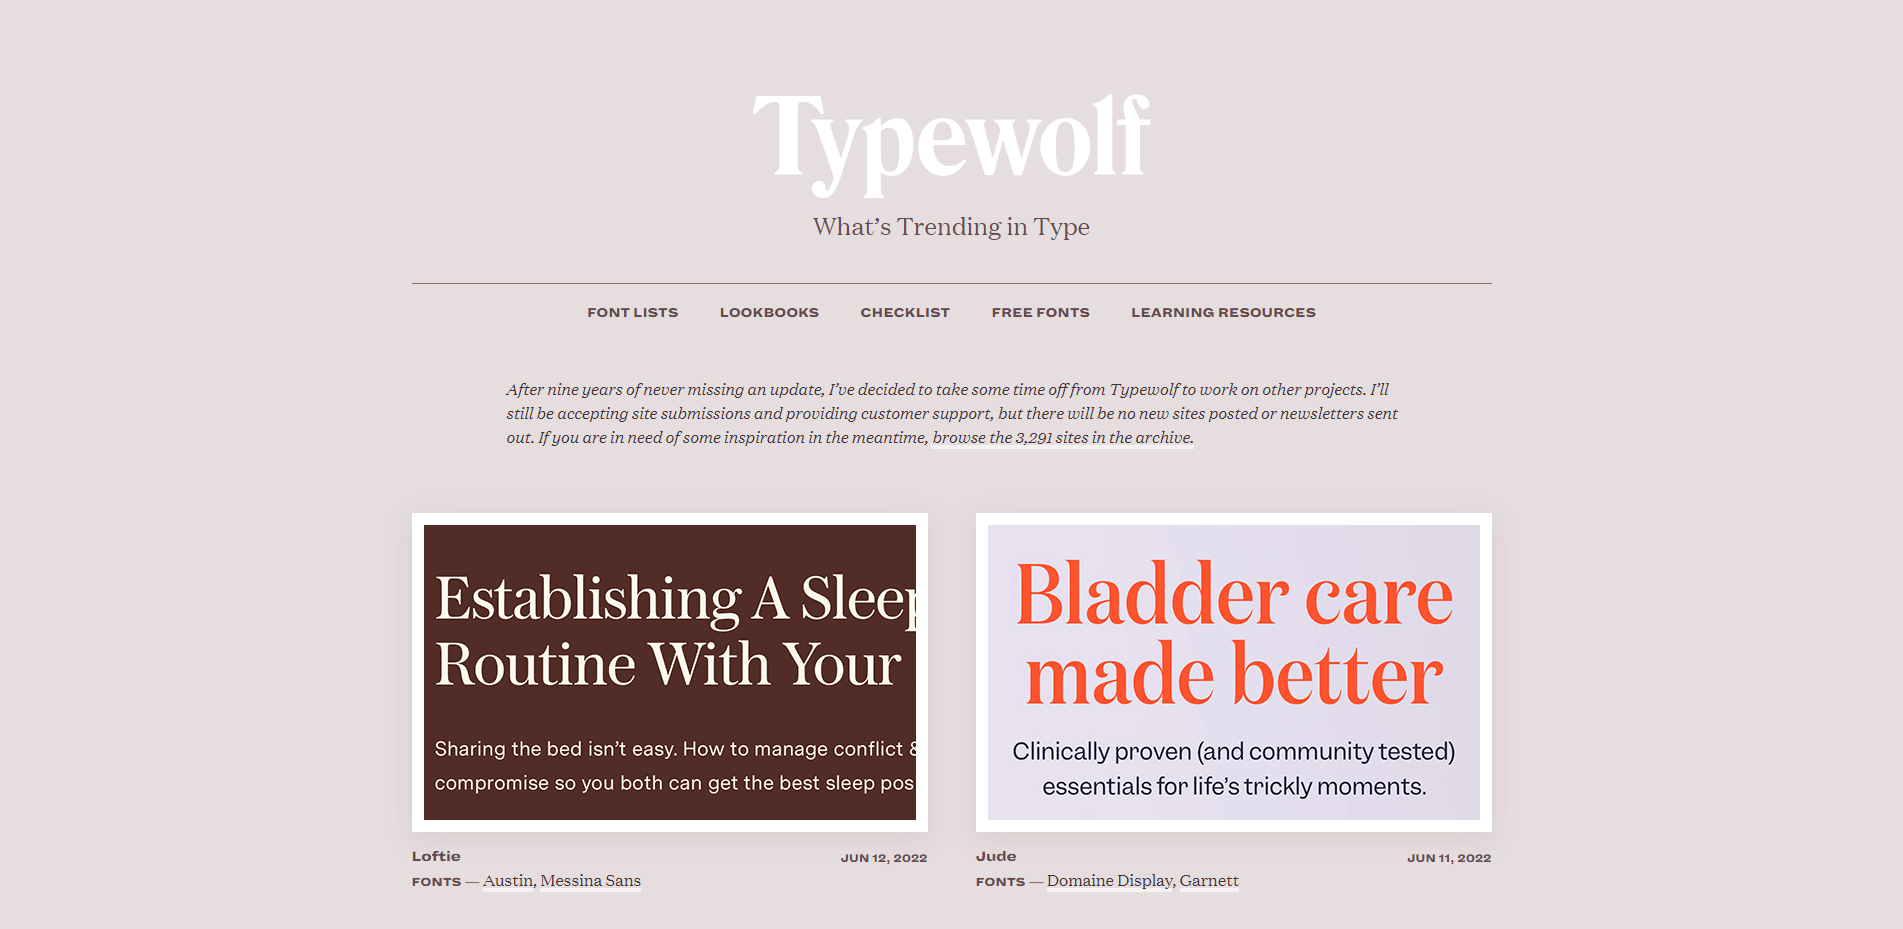 Typewolf
What’s Trending in Type
FONT LISTS LOOKBOOKS CHECKLIST FREE FONTS LEARNING RESOURCES
After nine years of never missing an update, I’ve decided to take some time off from Typewolf to work on other projects. I’ll
still be accepting site submissions and providing customer support, but there will be no new sites posted or newsletters sent
out. If you are in need of some inspiration in the meantime, browse the 3,291 sites in the archive.
Establishing A Sleep
Routine With Your
Sharing the bed isn’t easy. How to manage conflict &
compromise so you both can get the best sleep pos
Loftie JUN 12, 2022
FONTS — Austin, Messina Sans
Bladder care
made better
Clinically proven (and community tested)
essentials for life’s trickly moments.
Jude JUN 11, 2022
FONTS — Domaine Display, Garnett